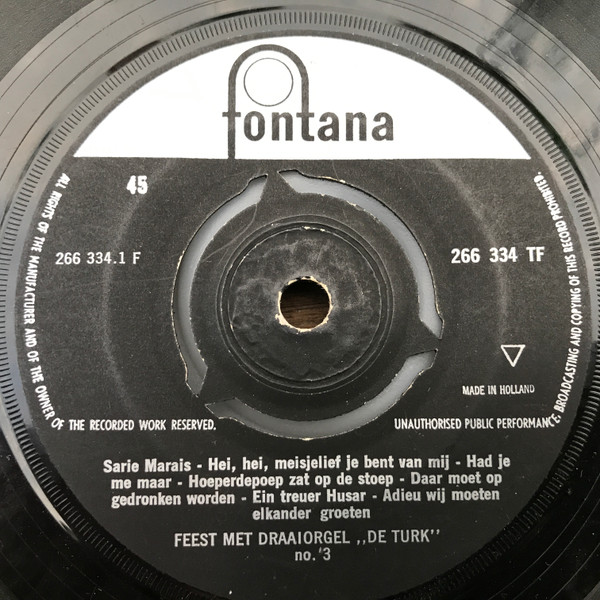 fontana
45
266 334.1 F
266 334 TF
MADE IN HOLLAND
ALL RIGHTS OF THE MANUFACTURER AND OF THE OWNER OF THE RECORDED WORK RESERVED.
UNAUTHORISED PUBLIC PERFORMANCE, BROADCASTING AND COPYING OF THIS RECORD PROHIBITED.
Sarie Marais - Hei, hei, meisjelief je bent van mij - Had je
me maar - Hoeperdepoep zat op de stoep - Daar moet op
gedronken worden - Ein treuer Husar - Adieu wij moeten
elkander groeten
FEEST MET DRAAIORGEL ,,DE TURK''
no. 3